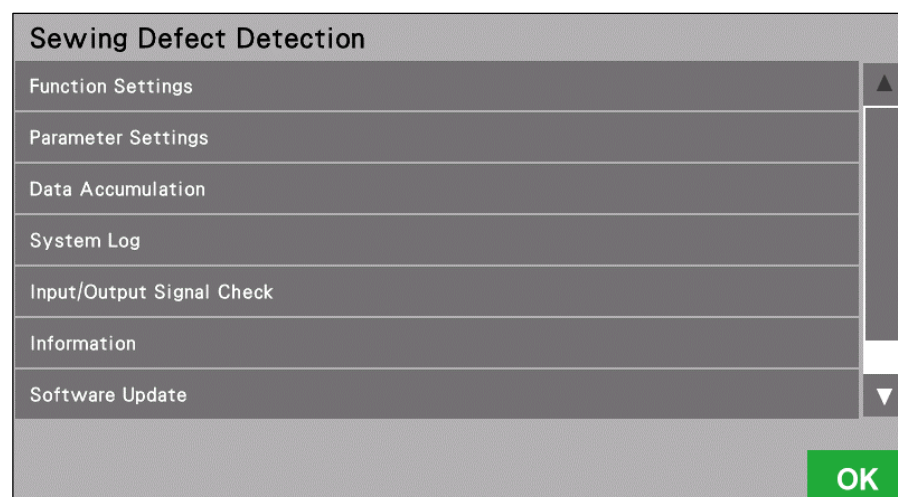 Sewing Defect Detection
Function Settings
Parameter Settings
Data Accumulation
System Log
Input/Output Signal Check
Information
Software Update
OK